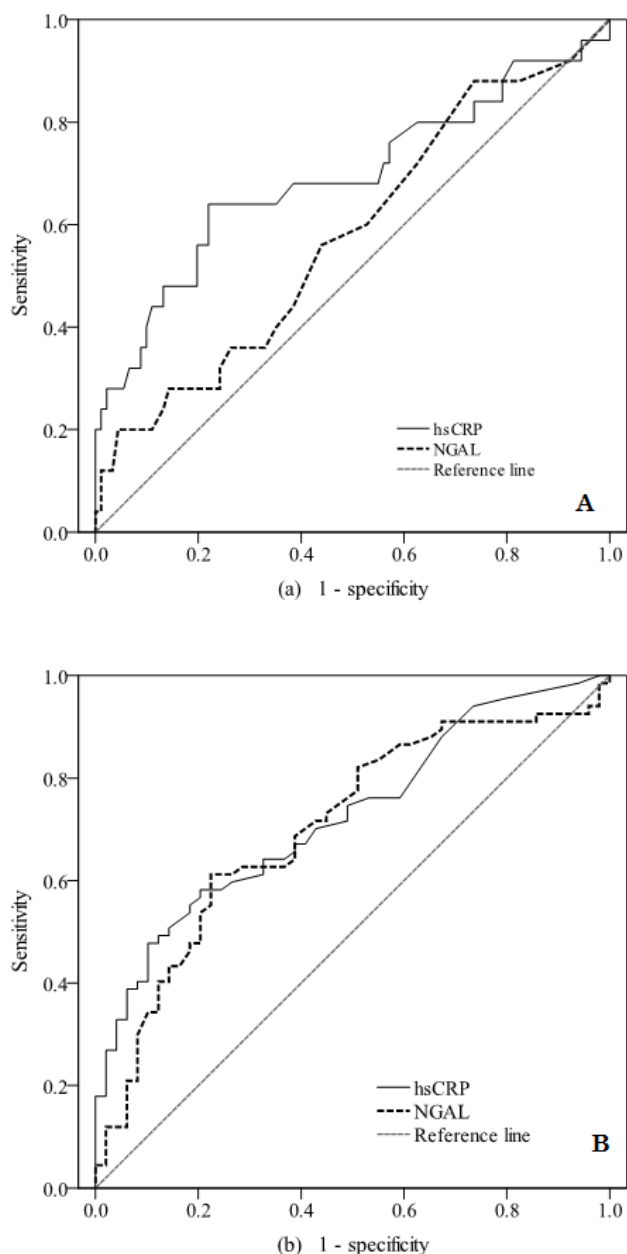 1.0
0.8
0.6
0.4
0.2
0.0
Sensitivity
hsCRP
NGAL
Reference line
A
0.0 0.2 0.4 0.6 0.8 1.0
(a) 1 - specificity
1.0
0.8
0.6
0.4
0.2
0.0
Sensitivity
hsCRP
NGAL
Reference line
B
0.0 0.2 0.4 0.6 0.8 1.0
(b) 1 - specificity